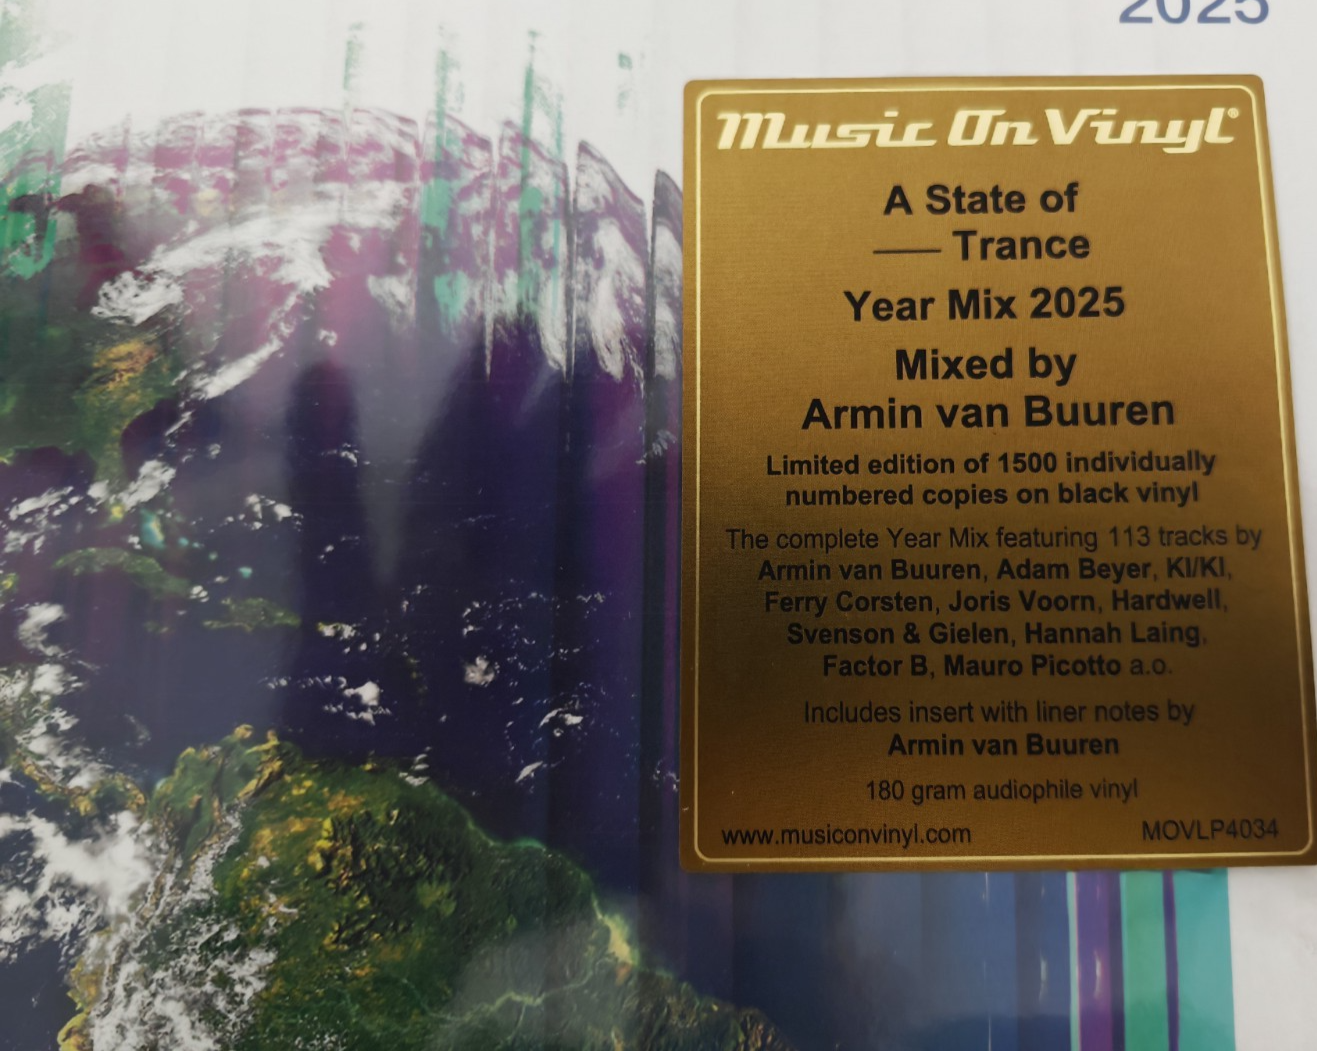 2025
Music On Vinyl®
A State of
Trance
Year Mix 2025
Mixed by
Armin van Buuren
Limited edition of 1500 individually
numbered copies on black vinyl
The complete Year Mix featuring 113 tracks by
Armin van Buuren, Adam Beyer, KI/KI,
Ferry Corsten, Joris Voorn, Hardwell,
Svenson & Gielen, Hannah Laing,
Factor B, Mauro Picotto a.o.
Includes insert with liner notes by
Armin van Buuren
180 gram audiophile vinyl
www.musiconvinyl.com MOVLP4034